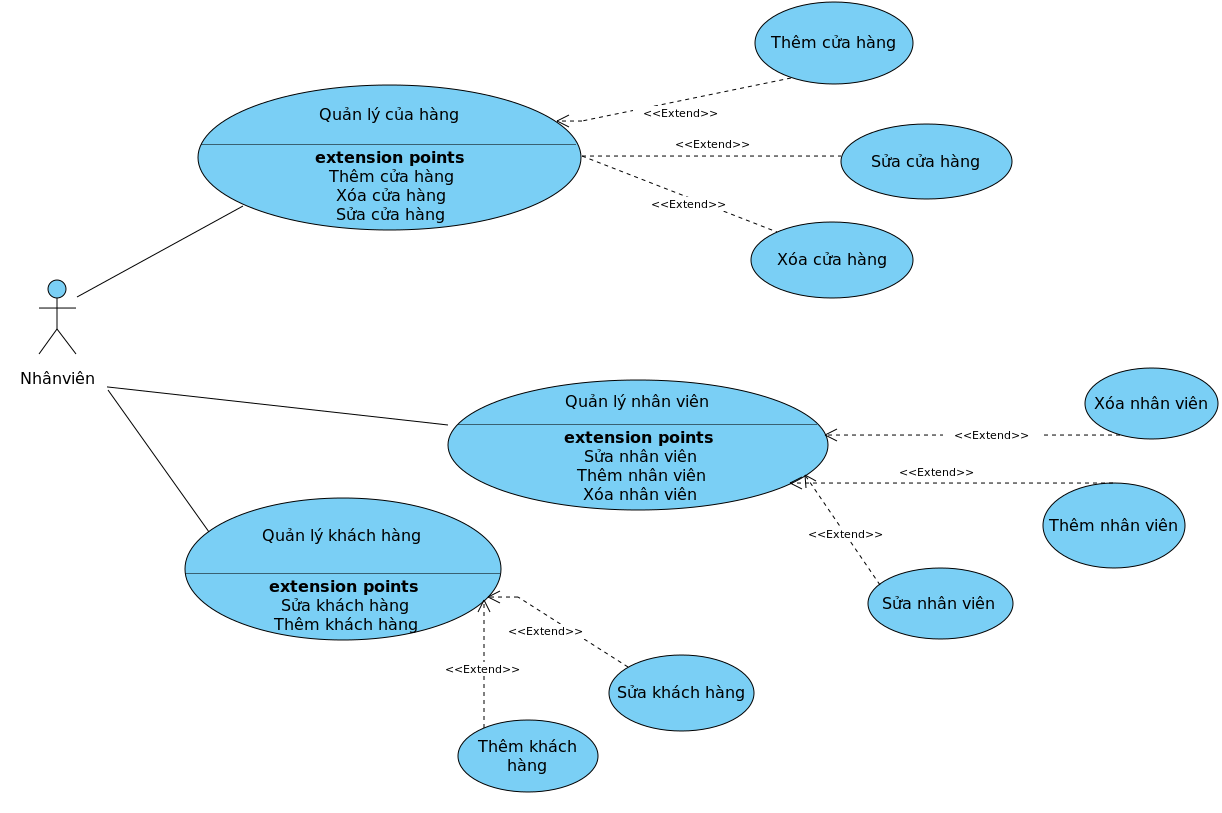 Thêm cửa hàng
Quản lý của hàng
<<Extend>>
extension points
Thêm cửa hàng
Xóa cửa hàng
Sửa cửa hàng
<<Extend>>
Sửa cửa hàng
<<Extend>>
Xóa cửa hàng
Nhânviên
Quản lý nhân viên
extension points
Sửa nhân viên
Thêm nhân viên
Xóa nhân viên
Xóa nhân viên
<<Extend>>
<<Extend>>
Thêm nhân viên
<<Extend>>
Sửa nhân viên
Quản lý khách hàng
extension points
Sửa khách hàng
Thêm khách hàng
<<Extend>>
<<Extend>>
Sửa khách hàng
Thêm khách
hàng